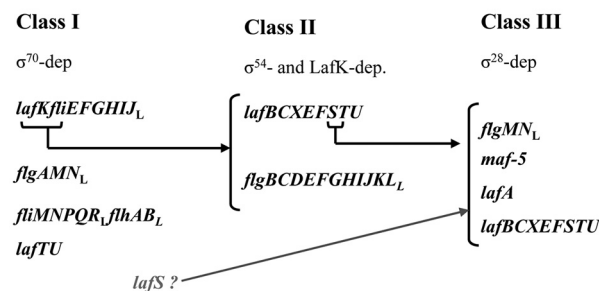 Class I
σ⁷⁰-dep
lafKfliEFGHIJL
flgAMNL
fliMNPQRLflhABL
lafTU
lafS ?
Class II
σ⁵⁴- and LafK-dep.
lafBCXEFSTU
flgBCDEFGHIJKLL
Class III
σ²⁸-dep
flgMNL
maf-5
lafA
lafBCXEFSTU